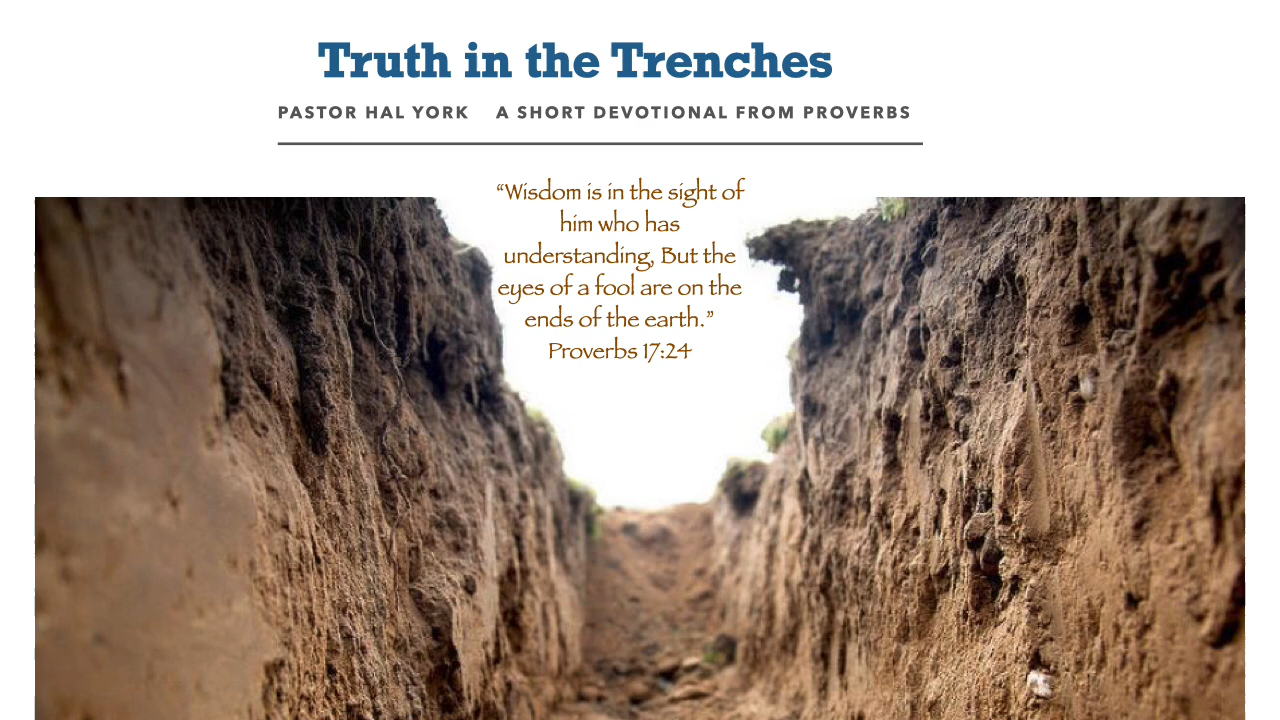 Truth in the Trenches
PASTOR HAL YORK A SHORT DEVOTIONAL FROM PROVERBS
“Wisdom is in the sight of
him who has
understanding, But the
eyes of a fool are on the
ends of the earth.”
Proverbs 17:24